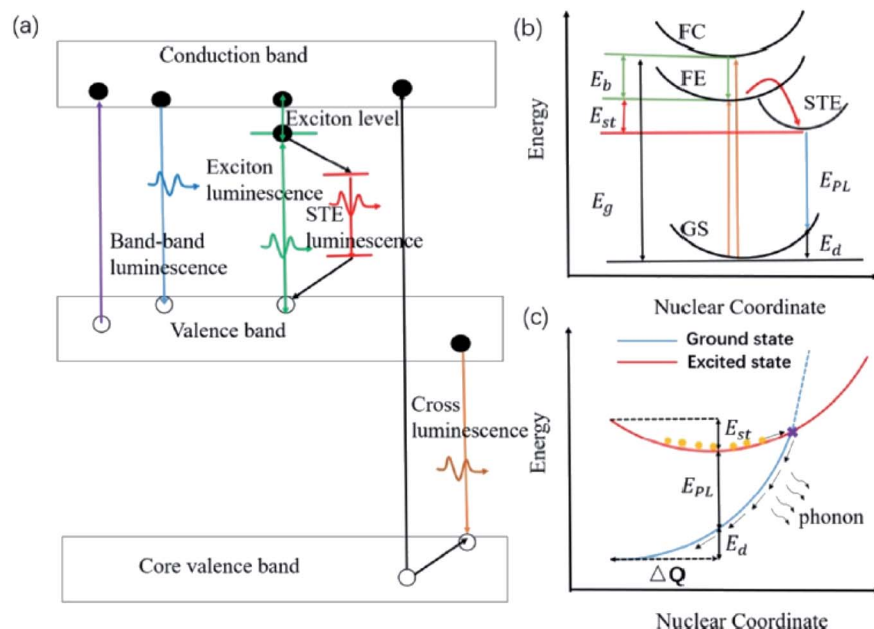 (a)
Conduction band
Exciton level
Exciton
luminescence
STE
luminescence
Band-band
luminescence
Valence band
Cross
luminescence
Core valence band
(b)
Energy
FC
FE
STE
GS
E_b
E_st
E_g
E_PL
E_d
Nuclear Coordinate
(c)
Ground state
Excited state
Energy
E_st
E_PL
E_d
phonon
△Q
Nuclear Coordinate